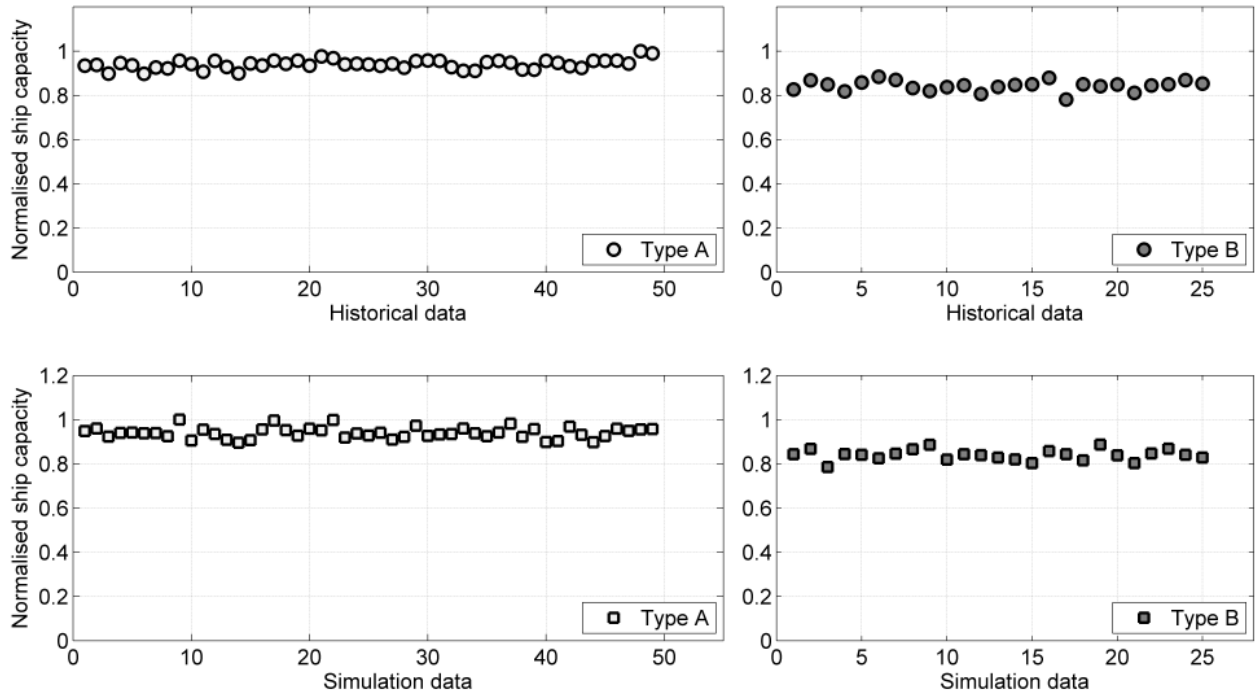 Normalised ship capacity
1
0.8
0.6
0.4
0.2
0
0 10 20 30 40 50
Historical data
Type A
1
0.8
0.6
0.4
0.2
0
0 5 10 15 20 25
Historical data
Type B
Normalised ship capacity
1.2
1
0.8
0.6
0.4
0.2
0
0 10 20 30 40 50
Simulation data
Type A
1.2
1
0.8
0.6
0.4
0.2
0
0 5 10 15 20 25
Simulation data
Type B